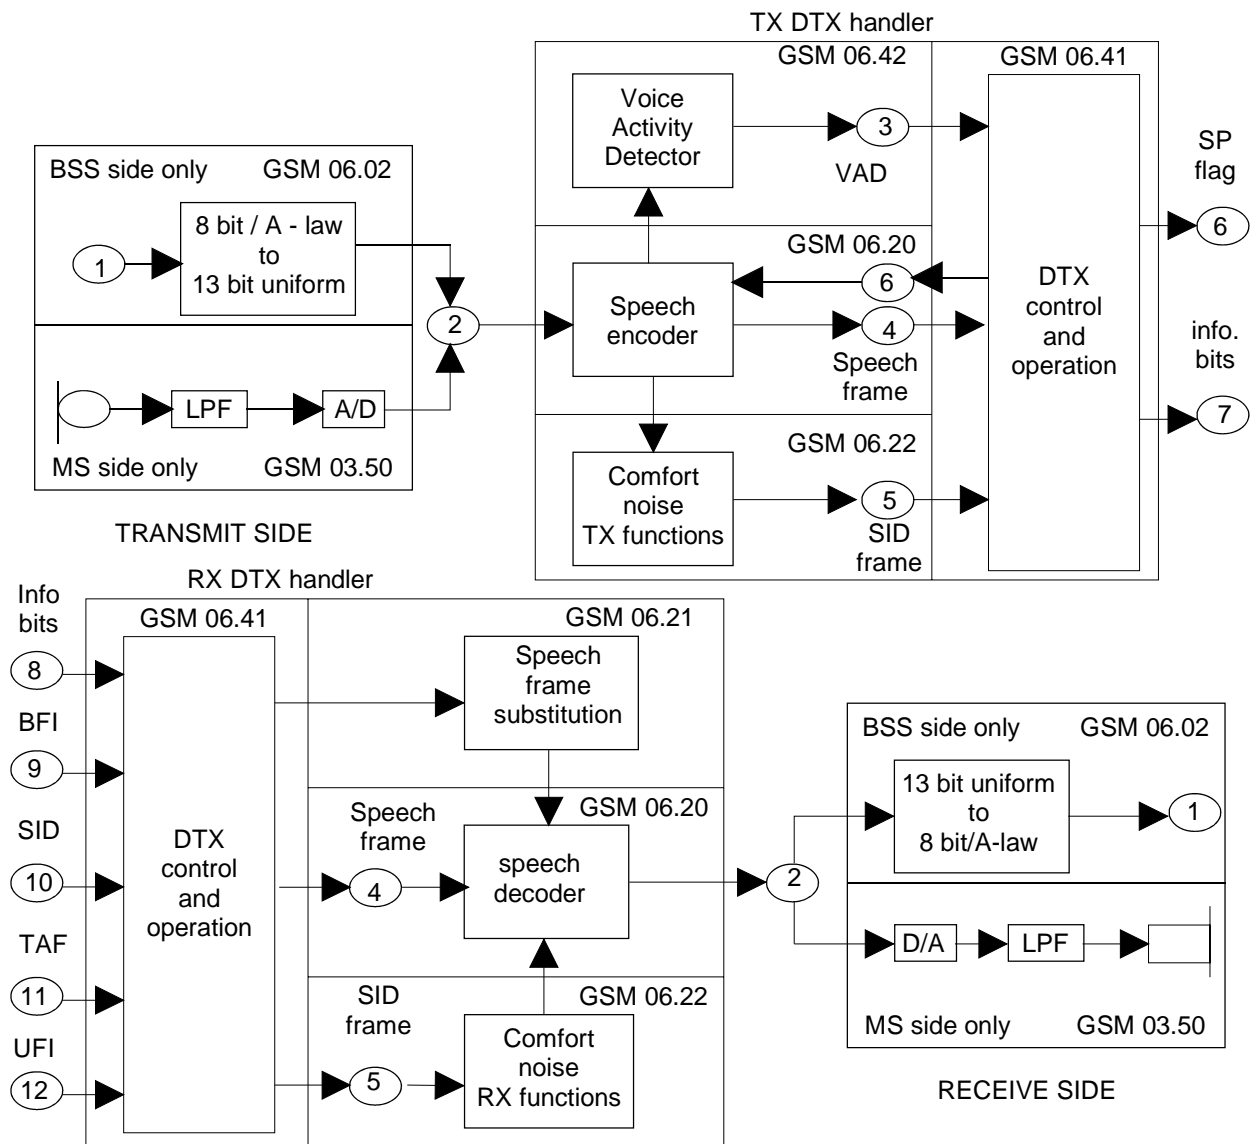 TX DTX handler
GSM 06.42
GSM 06.41
Voice
Activity
Detector
3
VAD
SP
flag
6
BSS side only
GSM 06.02
8 bit / A - law
to
13 bit uniform
1
2
GSM 06.20
6
Speech
encoder
4
Speech
frame
DTX
control
and
operation
info.
bits
7
LPF
A/D
MS side only
GSM 03.50
GSM 06.22
Comfort
noise
TX functions
5
SID
frame
TRANSMIT SIDE
RX DTX handler
Info
bits
8
BFI
9
SID
10
TAF
11
UFI
12
GSM 06.41
DTX
control
and
operation
GSM 06.21
Speech
frame
substitution
GSM 06.20
Speech
frame
4
speech
decoder
GSM 06.22
SID
frame
5
Comfort
noise
RX functions
2
BSS side only
GSM 06.02
13 bit uniform
to
8 bit/A-law
1
D/A
LPF
MS side only
GSM 03.50
RECEIVE SIDE